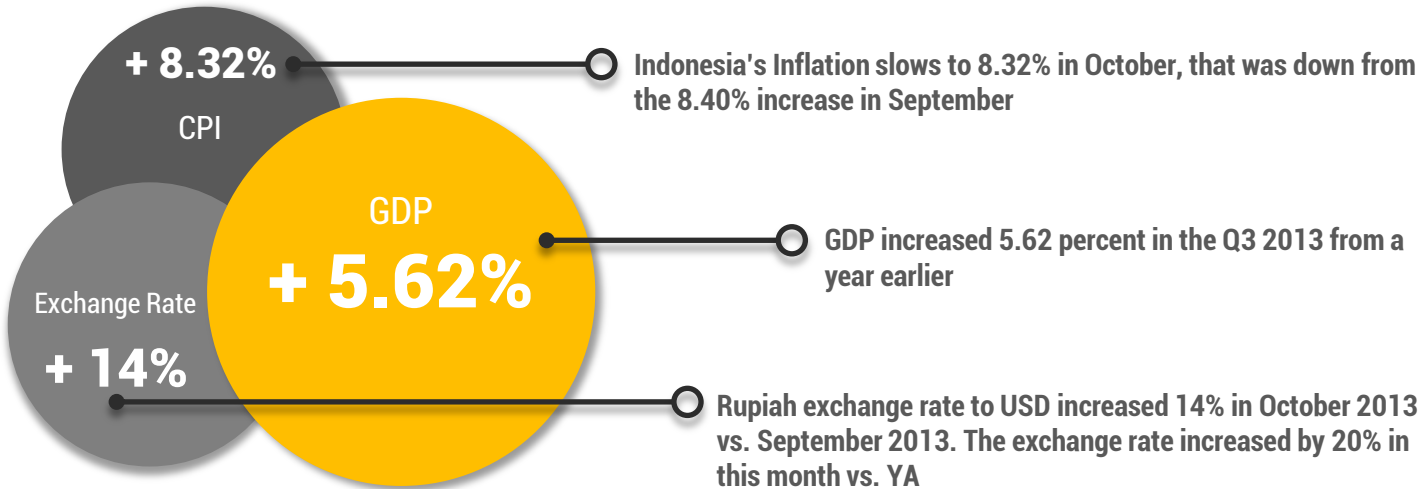 + 8.32%
CPI
Indonesia's Inflation slows to 8.32% in October, that was down from
the 8.40% increase in September
GDP
+ 5.62%
GDP increased 5.62 percent in the Q3 2013 from a
year earlier
Exchange Rate
+ 14%
Rupiah exchange rate to USD increased 14% in October 2013
vs. September 2013. The exchange rate increased by 20% in
this month vs. YA